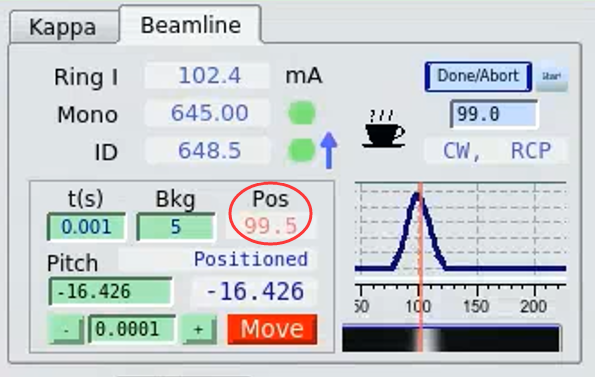 Kappa Beamline
Ring I 102.4 mA Done/Abort Start
Mono 645.00 99.0
ID 648.5 CW, RCP
t(s) Bkg Pos
0.001 5 99.5
Pitch Positioned
-16.426 -16.426
- 0.0001 + Move
50 100 150 200